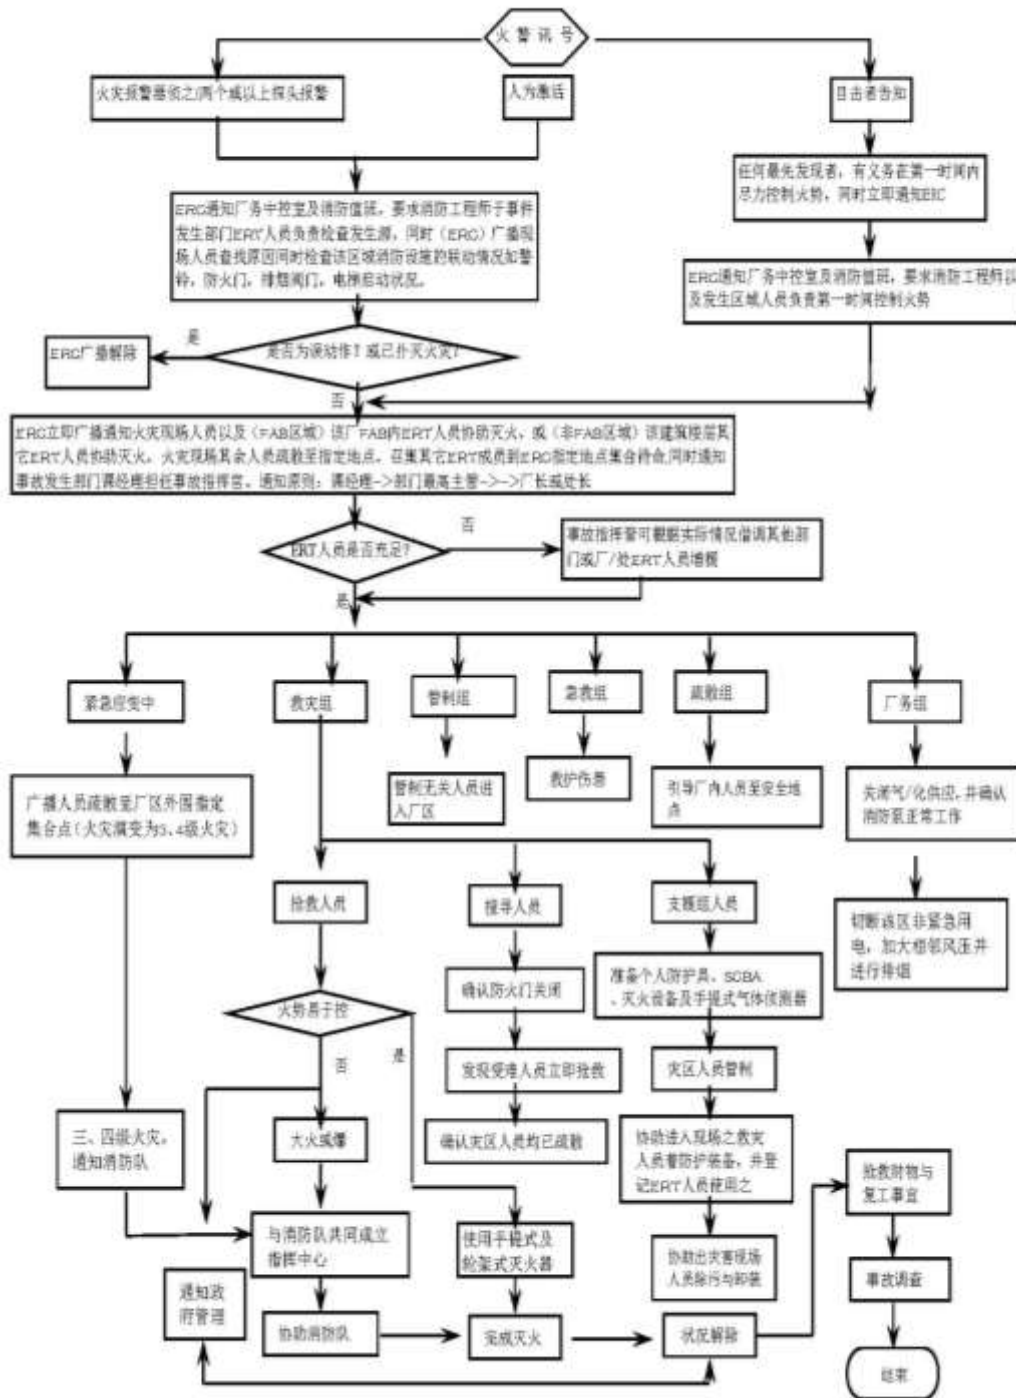 火警讯号
火灾报警器侦之/两个或以上探头报警
人为激活
目击者告知
任何最先发现者，有义务在第一时间内
尽力控制火势，同时立即通知ERC
ERC通知厂务中控室及消防值班，要求消防工程师于事件
发生部门ERT人员负责检查发生源，同时（ERC）广播现
场人员查找原因同时检查该区域消防设施的联动情况如警
铃，防火门，排烟阀门，电梯启动状况。
ERC通知厂务中控室及消防值班，要求消防工程师以
及发生区域人员负责第一时间控制火势
是否为误动作？或已扑灭火灾？
是
ERC广播解除
否
ERC立即广播通知火灾现场人员以及（FAB区域）该厂FAB内ERT人员协助灭火，或（非FAB区域）该建筑楼层其
它ERT人员协助灭火，火灾现场其余人员疏散至指定地点，召集其它ERT成员到ERC指定地点集合待命,同时通知
事故发生部门课经理担任事故指挥官。通知原则：课经理->部门最高主管->->厂长或处长
ERT人员是否充足？
否
事故指挥官可视据实际情况借调其他部
门或厂/处ERT人员增援
是
紧急应变中
救灾组
管制组
急救组
疏散组
厂务组
广播人员疏散至厂区外围指定
集合点（火灾演变为3、4级火灾）
管制无关人员进
入厂区
救护伤患
引导厂内人员至安全地
点
关闭气/化供应，并确认
消防泵正常工作
切断该区非紧急用
电，加大相邻风压并
进行排烟
抢救人员
搜寻人员
支援组人员
火势易于控
否
是
确认防火门关闭
准备个人防护具、SCBA
、灭火设备及手提式气体侦测器
发现受难人员立即抢救
灾区人员管制
三、四级火灾，
通知消防队
大火或爆
确认灾区人员均已疏散
协助进入现场之救灾
人员着防护装备，并登
记ERT人员使用之
抢救财物与
复工事宜
与消防队共同成立
指挥中心
使用手提式及
轮架式灭火器
协助出灾害现场
人员除污与卸装
事故调查
通知政
府管理
协助消防队
完成灭火
状况解除
结束